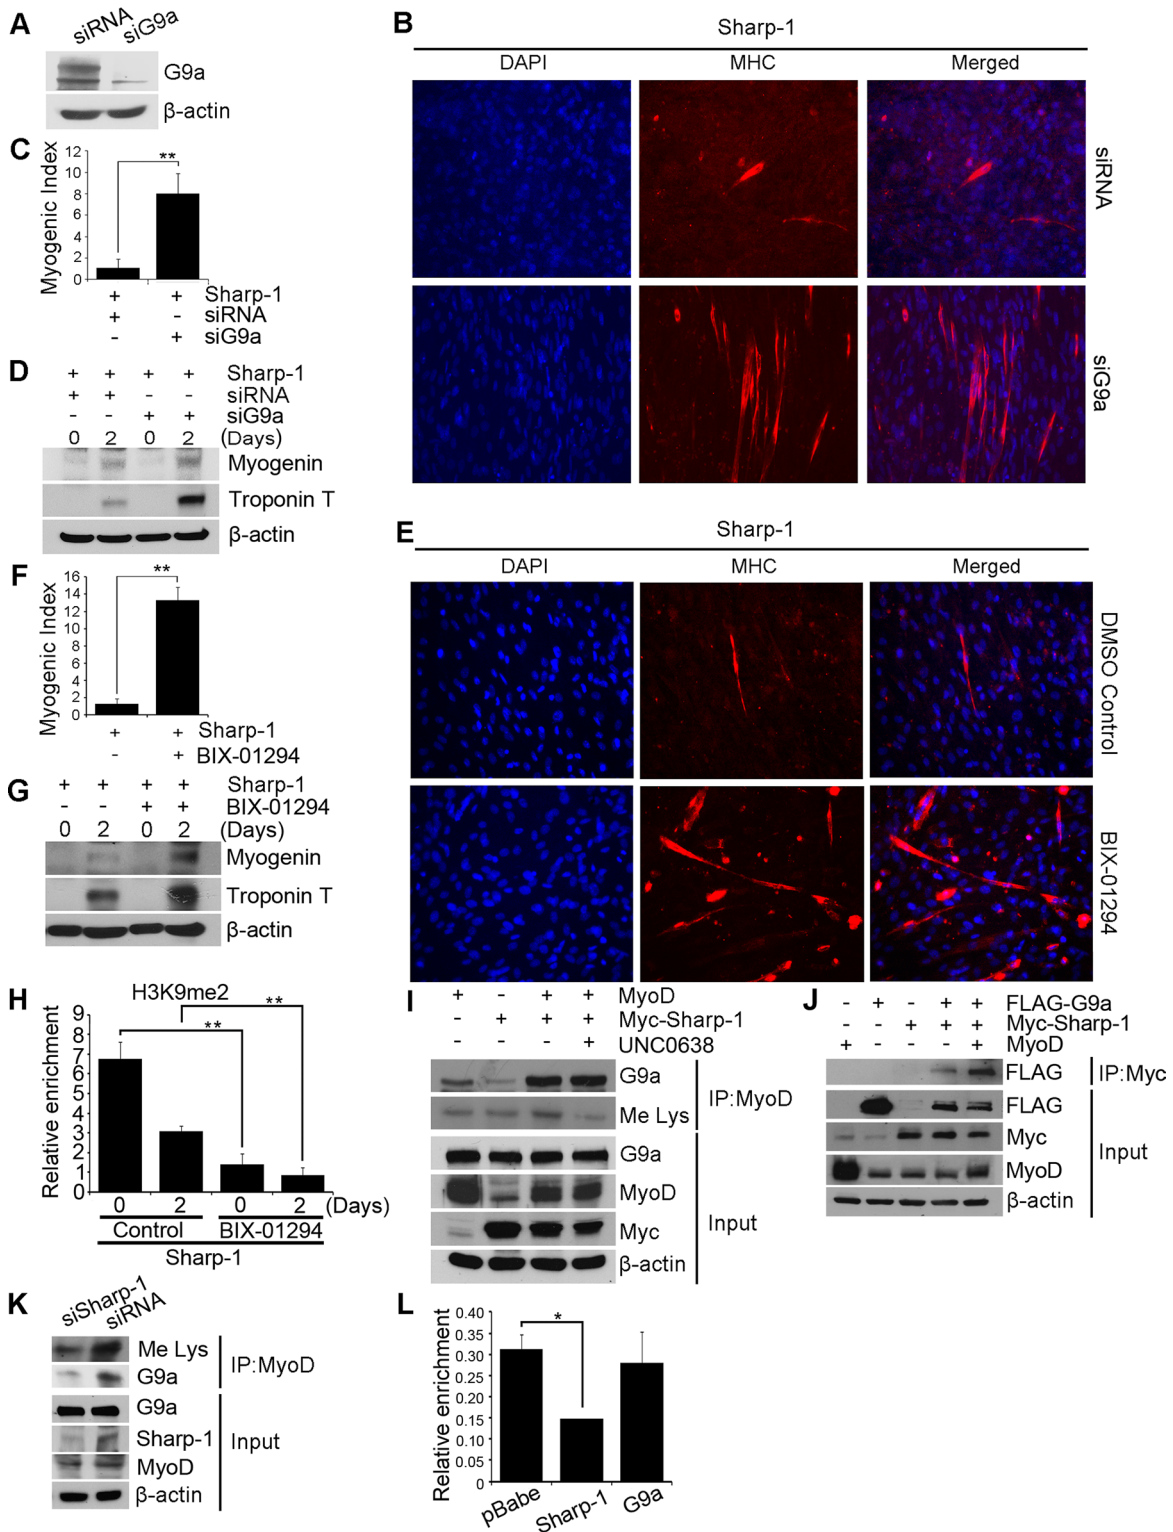 A
siRNA
siG9a
G9a
β-actin
B
Sharp-1
DAPI
MHC
Merged
siRNA
siG9a
C
Myogenic Index
12
10
8
6
4
2
0
**
+ + Sharp-1
+ - siRNA
- + siG9a
D
+ + + + Sharp-1
+ + - - siRNA
- - + + siG9a
0 2 0 2 (Days)
Myogenin
Troponin T
β-actin
E
Sharp-1
DAPI
MHC
Merged
DMSO Control
BIX-01294
F
Myogenic Index
16
14
12
10
8
6
4
2
0
**
+ + Sharp-1
- + BIX-01294
G
+ + + + Sharp-1
- - + + BIX-01294
0 2 0 2 (Days)
Myogenin
Troponin T
β-actin
H
H3K9me2
Relative enrichment
9
8
7
6
5
4
3
2
1
0
**
**
0 2 0 2 (Days)
Control BIX-01294
Sharp-1
I
+ - + + MyoD
- + + + Myc-Sharp-1
- - - + UNC0638
G9a
Me Lys
IP:MyoD
G9a
MyoD
Myc
β-actin
Input
J
- + - + + FLAG-G9a
- - + + + Myc-Sharp-1
+ - - - + MyoD
FLAG
IP:Myc
FLAG
Myc
MyoD
β-actin
Input
K
siSharp-1
siRNA
Me Lys
G9a
IP:MyoD
G9a
Sharp-1
MyoD
β-actin
Input
L
Relative enrichment
0.40
0.35
0.30
0.25
0.20
0.15
0.10
0.05
0
*
pBabe
Sharp-1
G9a